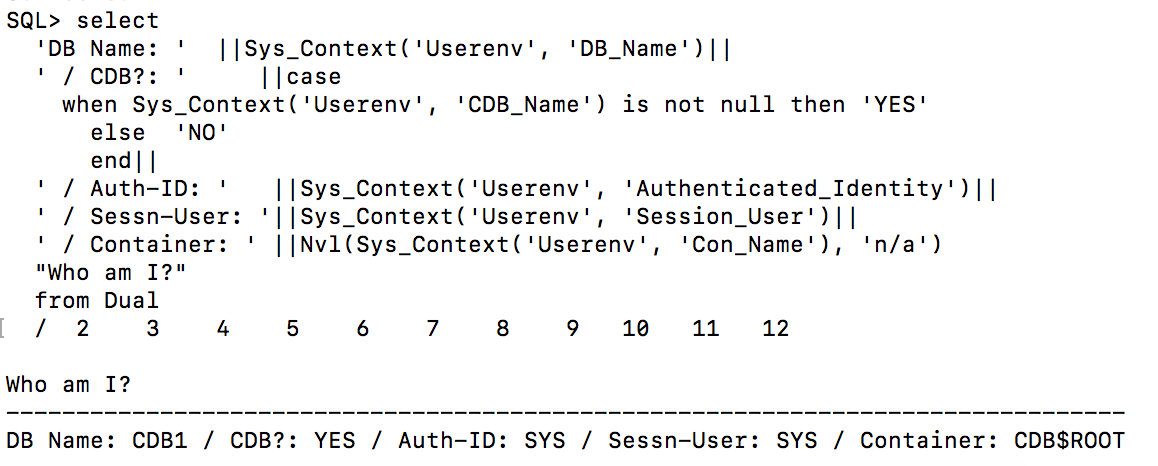 SQL> select
  'DB Name: '  ||Sys_Context('Userenv', 'DB_Name')||
  ' / CDB?: '     ||case
    when Sys_Context('Userenv', 'CDB_Name') is not null then 'YES'
      else  'NO'
      end||
  ' / Auth-ID: '   ||Sys_Context('Userenv', 'Authenticated_Identity')||
  ' / Sessn-User: '||Sys_Context('Userenv', 'Session_User')||
  ' / Container: ' ||Nvl(Sys_Context('Userenv', 'Con_Name'), 'n/a')
  "Who am I?"
  from Dual
  /  2    3    4    5    6    7    8    9   10   11   12
Who am I?
--------------------------------------------------------------------------------
DB Name: CDB1 / CDB?: YES / Auth-ID: SYS / Sessn-User: SYS / Container: CDB$ROOT